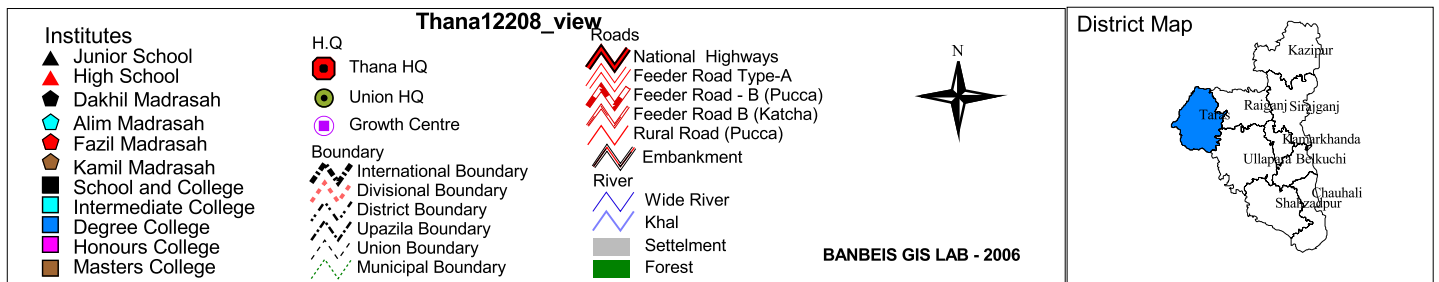 Thana12208_view
Institutes
Junior School
High School
Dakhil Madrasah
Alim Madrasah
Fazil Madrasah
Kamil Madrasah
School and College
Intermediate College
Degree College
Honours College
Masters College
H.Q
Thana HQ
Union HQ
Growth Centre
Boundary
International Boundary
Divisional Boundary
District Boundary
Upazila Boundary
Union Boundary
Municipal Boundary
Roads
National Highways
Feeder Road Type-A
Feeder Road - B (Pucca)
Feeder Road B (Katcha)
Rural Road (Pucca)
Embankment
River
Wide River
Khal
Settelment
Forest
N
BANBEIS GIS LAB - 2006
District Map
Kazipur
Raiganj Sirajganj
Taras
Kamarkhanda
Ullapara Belkuchi
Chauhali
Shahzadpur